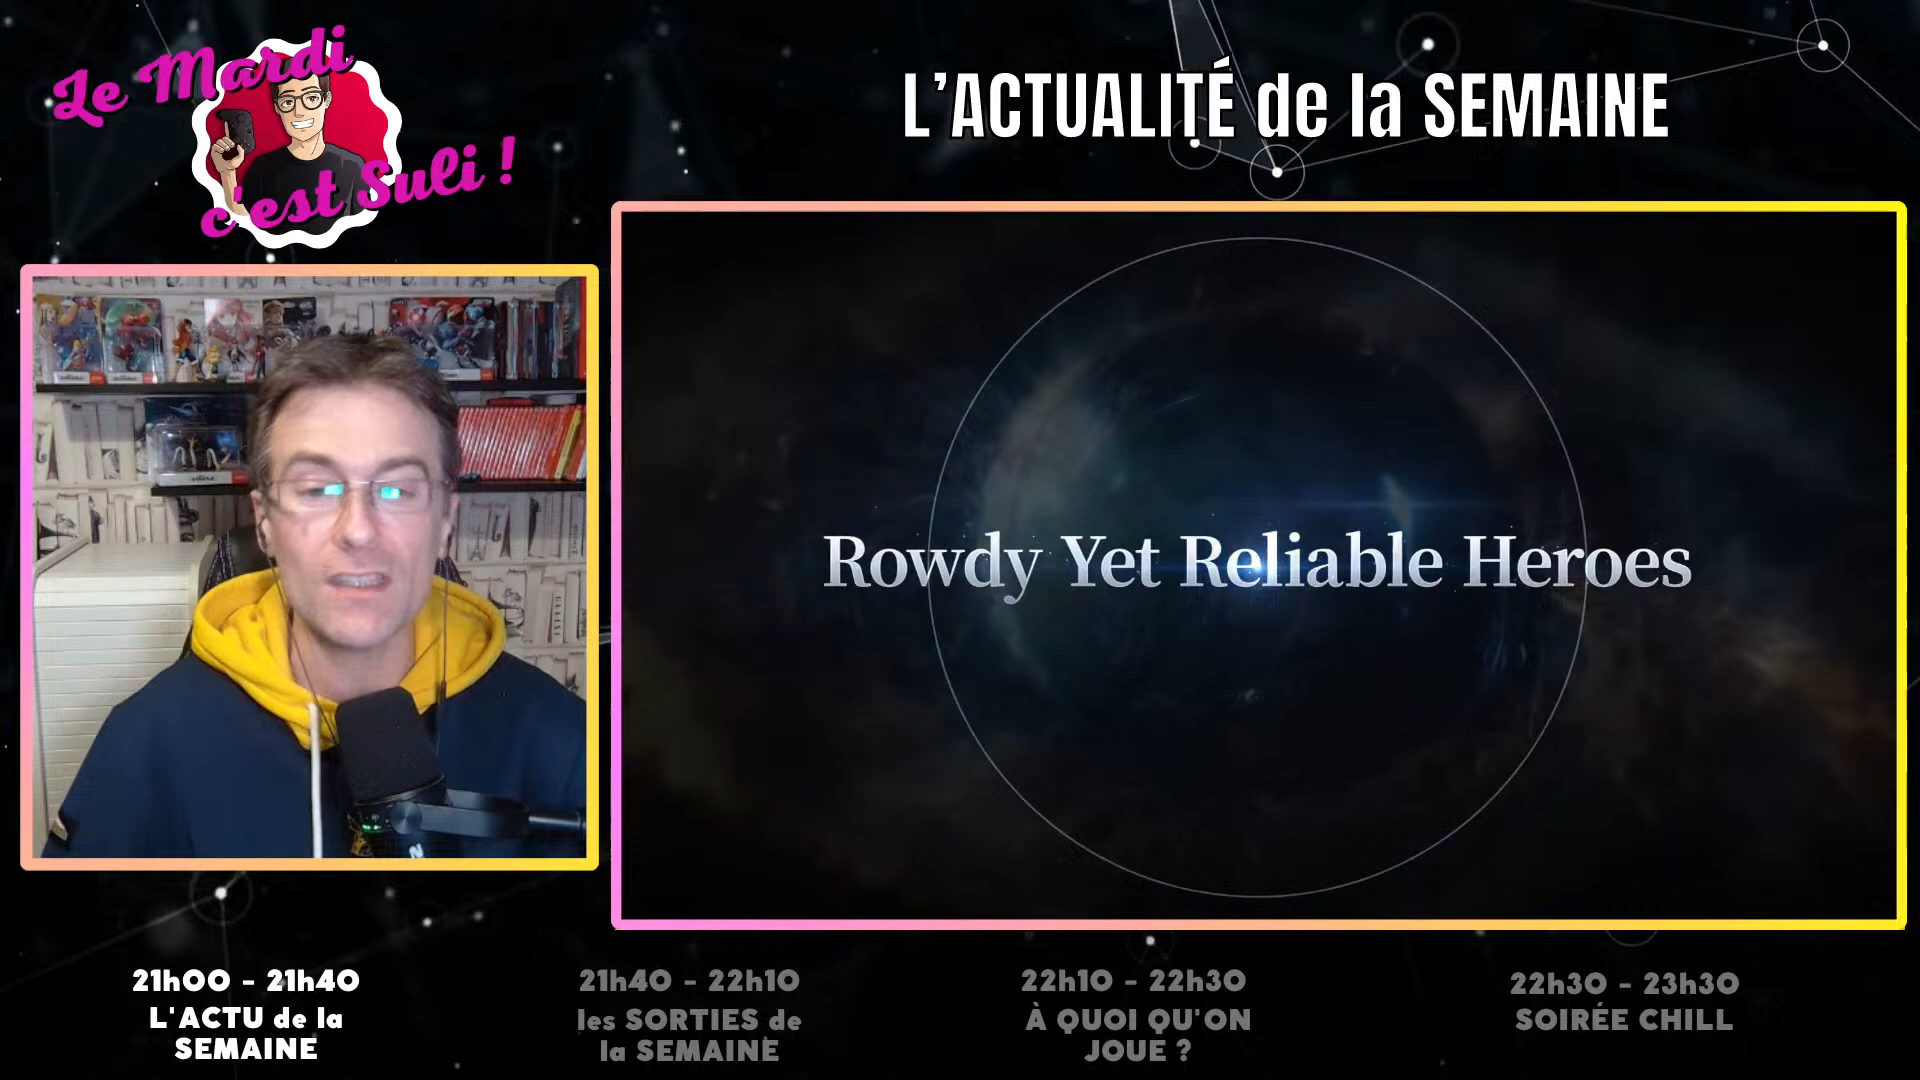 Le Mardi
c'est Suli !
L'ACTUALITÉ de la SEMAINE
Rowdy Yet Reliable Heroes
21h00 - 21h40
L'ACTU de la
SEMAINE
21h40 - 22h10
les SORTIES de
la SEMAINE
22h10 - 22h30
À QUOI QU'ON
JOUE ?
22h30 - 23h30
SOIRÉE CHILL